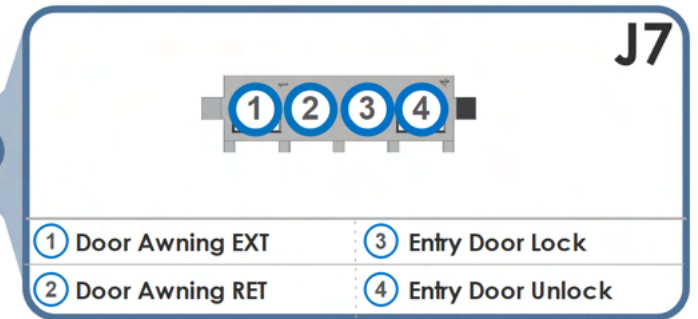 J7
1 2 3 4
1 Door Awning EXT 3 Entry Door Lock
2 Door Awning RET 4 Entry Door Unlock